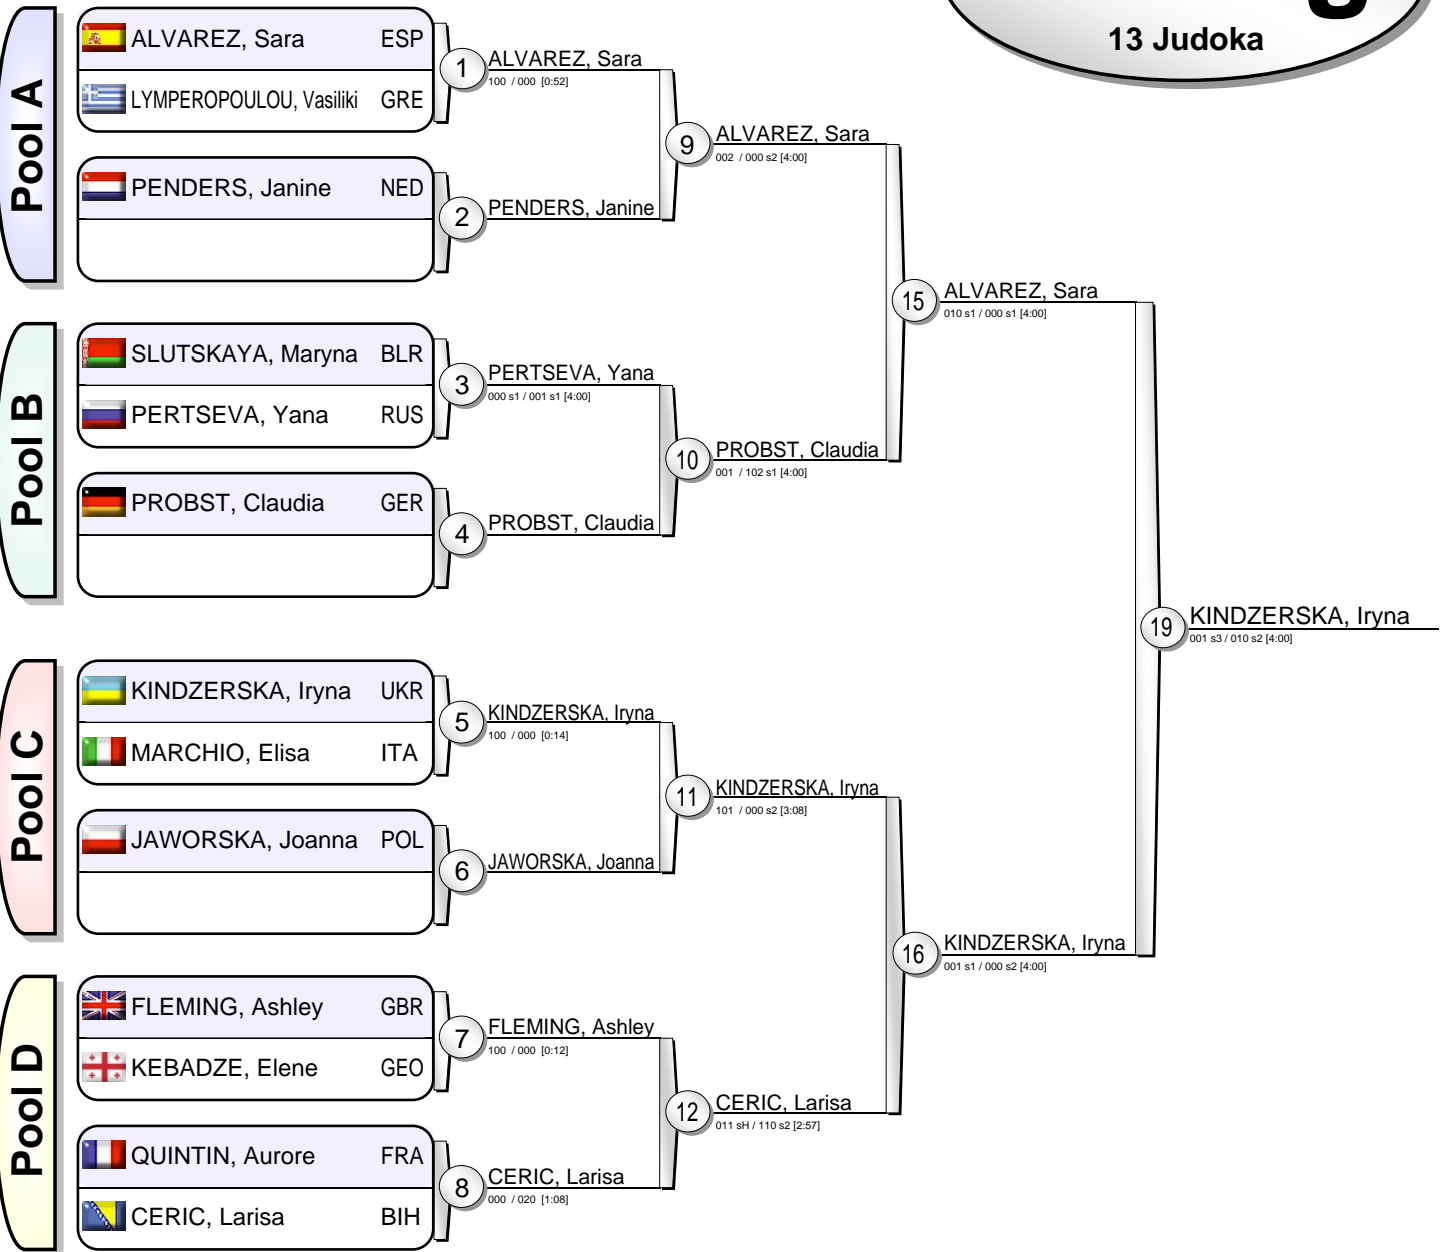 13 Judoka
Pool A
ALVAREZ, Sara ESP
LYMPEROPOULOU, Vasiliki GRE
1
ALVAREZ, Sara
100 / 000 [0:52]
PENDERS, Janine NED
2
PENDERS, Janine
9
ALVAREZ, Sara
002 / 000 s2 [4:00]
Pool B
SLUTSKAYA, Maryna BLR
PERTSEVA, Yana RUS
3
PERTSEVA, Yana
000 s1 / 001 s1 [4:00]
PROBST, Claudia GER
4
PROBST, Claudia
10
PROBST, Claudia
001 / 102 s1 [4:00]
15
ALVAREZ, Sara
010 s1 / 000 s1 [4:00]
Pool C
KINDZERSKA, Iryna UKR
MARCHIO, Elisa ITA
5
KINDZERSKA, Iryna
100 / 000 [0:14]
JAWORSKA, Joanna POL
6
JAWORSKA, Joanna
11
KINDZERSKA, Iryna
101 / 000 s2 [3:08]
Pool D
FLEMING, Ashley GBR
KEBADZE, Elene GEO
7
FLEMING, Ashley
100 / 000 [0:12]
QUINTIN, Aurore FRA
CERIC, Larisa BIH
8
CERIC, Larisa
000 / 020 [1:08]
12
CERIC, Larisa
011 sH / 110 s2 [2:57]
16
KINDZERSKA, Iryna
001 s1 / 000 s2 [4:00]
19
KINDZERSKA, Iryna
001 s3 / 010 s2 [4:00]